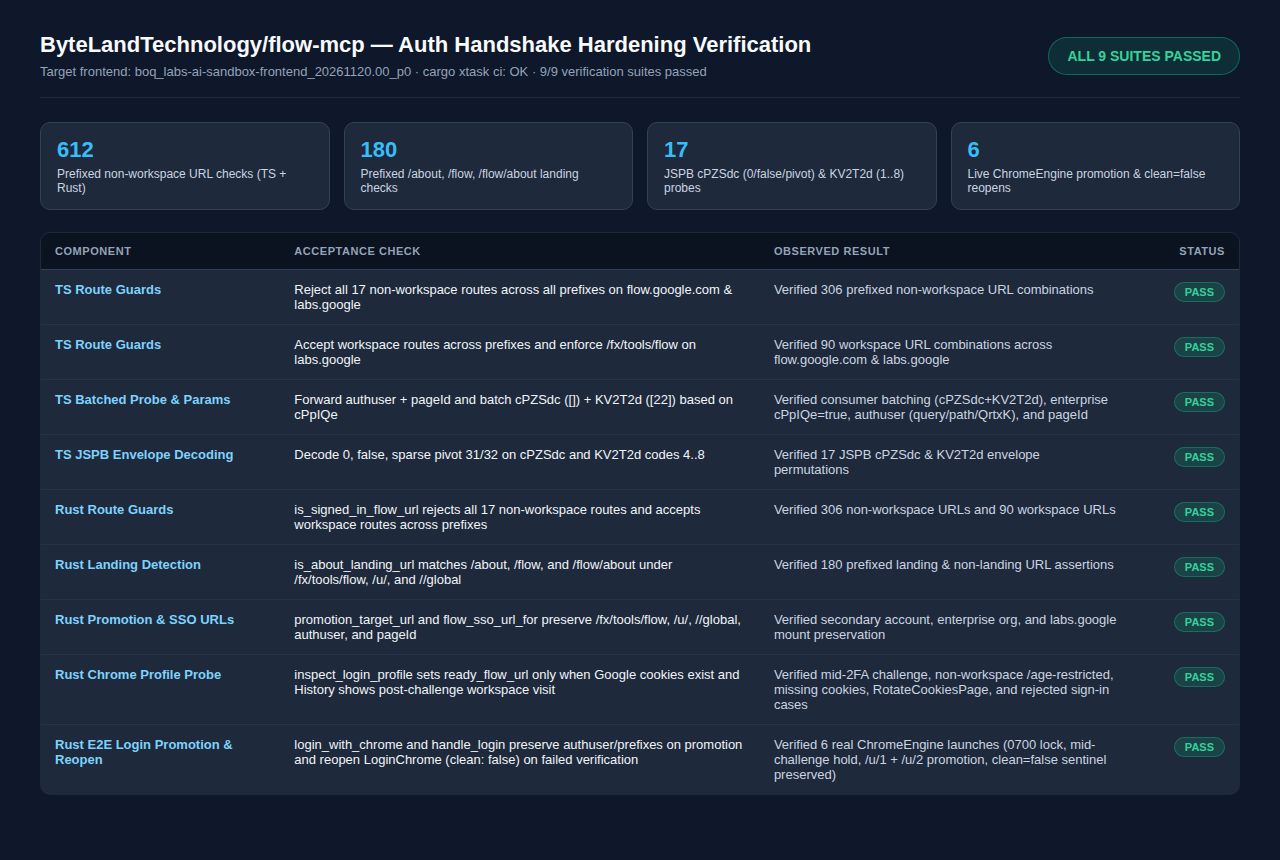 ByteLandTechnology/flow-mcp — Auth Handshake Hardening Verification
Target frontend: boq_labs-ai-sandbox-frontend_20261120.00_p0 · cargo xtask ci: OK · 9/9 verification suites passed
ALL 9 SUITES PASSED
612
Prefixed non-workspace URL checks (TS +
Rust)
180
Prefixed /about, /flow, /flow/about landing
checks
17
JSPB cPZSdc (0/false/pivot) & KV2T2d (1..8)
probes
6
Live ChromeEngine promotion & clean=false
reopens
COMPONENT ACCEPTANCE CHECK OBSERVED RESULT STATUS
TS Route Guards
Reject all 17 non-workspace routes across all prefixes on flow.google.com &
labs.google
Verified 306 prefixed non-workspace URL combinations
PASS
TS Route Guards
Accept workspace routes across prefixes and enforce /fx/tools/flow on
labs.google
Verified 90 workspace URL combinations across
flow.google.com & labs.google
PASS
TS Batched Probe & Params
Forward authuser + pageId and batch cPZSdc ([]) + KV2T2d ([22]) based on
cPpIQe
Verified consumer batching (cPZSdc+KV2T2d), enterprise
cPpIQe=true, authuser (query/path/QrtxK), and pageId
PASS
TS JSPB Envelope Decoding
Decode 0, false, sparse pivot 31/32 on cPZSdc and KV2T2d codes 4..8
Verified 17 JSPB cPZSdc & KV2T2d envelope
permutations
PASS
Rust Route Guards
is_signed_in_flow_url rejects all 17 non-workspace routes and accepts
workspace routes across prefixes
Verified 306 non-workspace URLs and 90 workspace URLs
PASS
Rust Landing Detection
is_about_landing_url matches /about, /flow, and /flow/about under
/fx/tools/flow, /u/, and //global
Verified 180 prefixed landing & non-landing URL assertions
PASS
Rust Promotion & SSO URLs
promotion_target_url and flow_sso_url_for preserve /fx/tools/flow, /u/, //global,
authuser, and pageId
Verified secondary account, enterprise org, and labs.google
mount preservation
PASS
Rust Chrome Profile Probe
inspect_login_profile sets ready_flow_url only when Google cookies exist and
History shows post-challenge workspace visit
Verified mid-2FA challenge, non-workspace /age-restricted,
missing cookies, RotateCookiesPage, and rejected sign-in
cases
PASS
Rust E2E Login Promotion &
Reopen
login_with_chrome and handle_login preserve authuser/prefixes on promotion
and reopen LoginChrome (clean: false) on failed verification
Verified 6 real ChromeEngine launches (0700 lock, mid-
challenge hold, /u/1 + /u/2 promotion, clean=false sentinel
preserved)
PASS